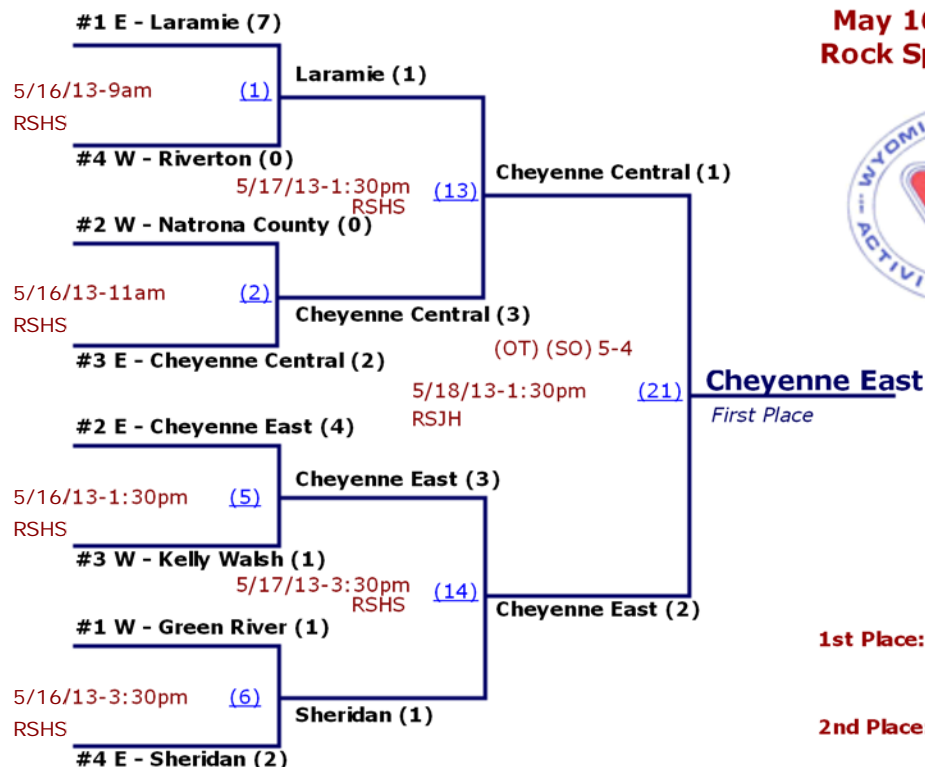 #1 E - Laramie (7)
May 16
Rock Sp
Laramie (1)
5/16/13-9am
(1)
RSHS
#4 W - Riverton (0)
5/17/13-1:30pm
RSHS
(13)
Cheyenne Central (1)
#2 W - Natrona County (0)
WYOMI
ACTIVI
5/16/13-11am
(2)
RSHS
Cheyenne Central (3)
#3 E - Cheyenne Central (2)
(OT) (SO) 5-4
5/18/13-1:30pm
RSJH
(21)
Cheyenne East
First Place
#2 E - Cheyenne East (4)
Cheyenne East (3)
5/16/13-1:30pm
(5)
RSHS
#3 W - Kelly Walsh (1)
5/17/13-3:30pm
RSHS
(14)
Cheyenne East (2)
#1 W - Green River (1)
1st Place:
5/16/13-3:30pm
(6)
RSHS
Sheridan (1)
2nd Place:
#4 E - Sheridan (2)